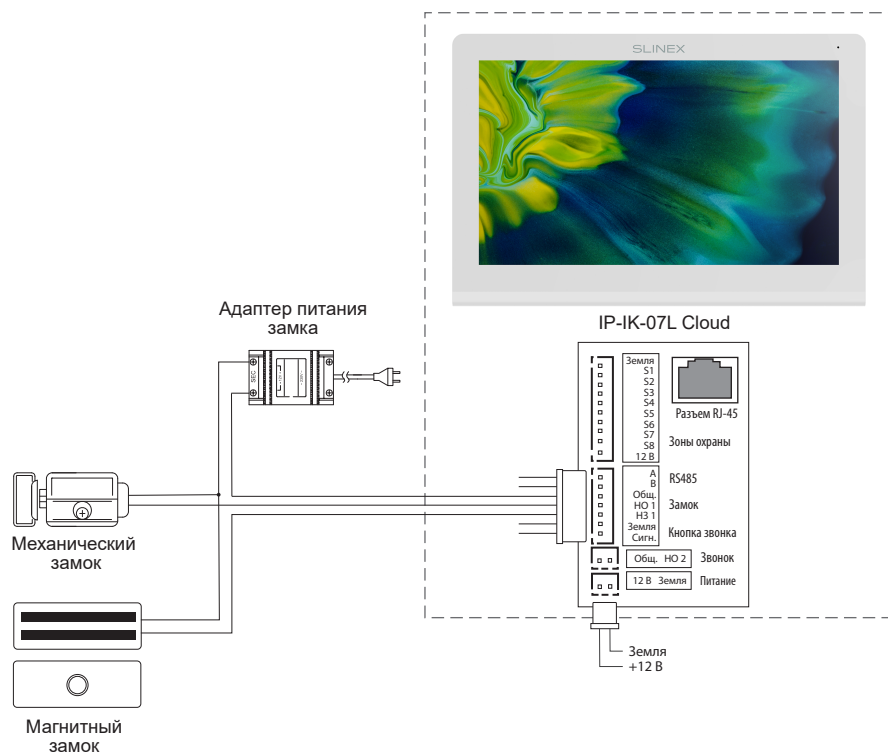 SLINEX
IP-IK-07L Cloud
Адаптер питания
замка
SEC
Земля
S1
S2
S3
S4
S5
S6
S7
S8
12 В
Разъем RJ-45
Зоны охраны
A
B
RS485
Общ.
НО 1
НЗ 1
Замок
Земля
Сигн.
Кнопка звонка
Общ. НО 2
Звонок
12 В Земля
Питание
Земля
+12 В
Механический
замок
Магнитный
замок